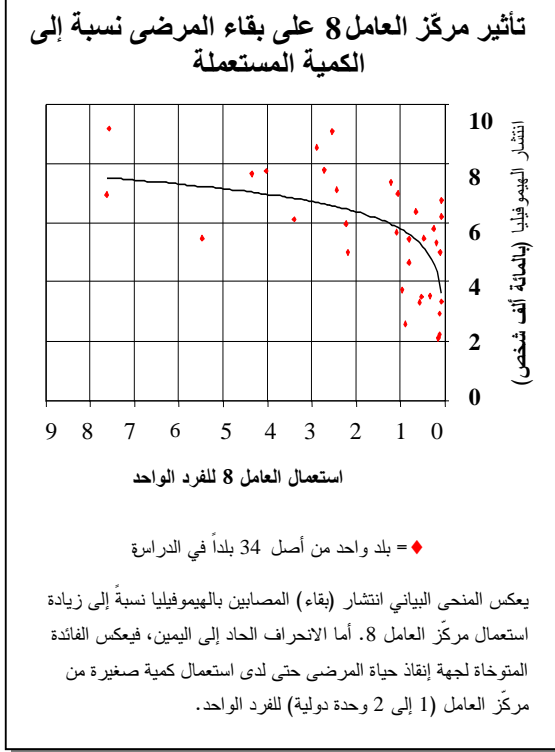 تأثير مركّز العامل 8 على بقاء المرضى نسبة إلى
الكمية المستعملة
10
8
6
4
2
0
انتشار الهيموفيليا (بالمائة ألف شخص)
0 1 2 3 4 5 6 7 8 9
استعمال العامل 8 للفرد الواحد
♦ = بلد واحد من أصل 34 بلداً في الدراسة
يعكس المنحى البياني انتشار (بقاء) المصابين بالهيموفيليا نسبةً إلى زيادة
استعمال مركّز العامل 8. أما الانحراف الحاد إلى اليمين، فيعكس الفائدة
المتوخاة لجهة إنقاذ حياة المرضى حتى لدى استعمال كمية صغيرة من
مركّز العامل (1 إلى 2 وحدة دولية) للفرد الواحد.